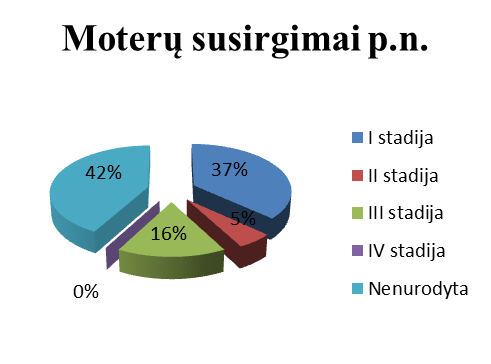 Moterų susirgimai p.n.
42%
37%
5%
16%
0%
I stadija
II stadija
III stadija
IV stadija
Nenurodyta